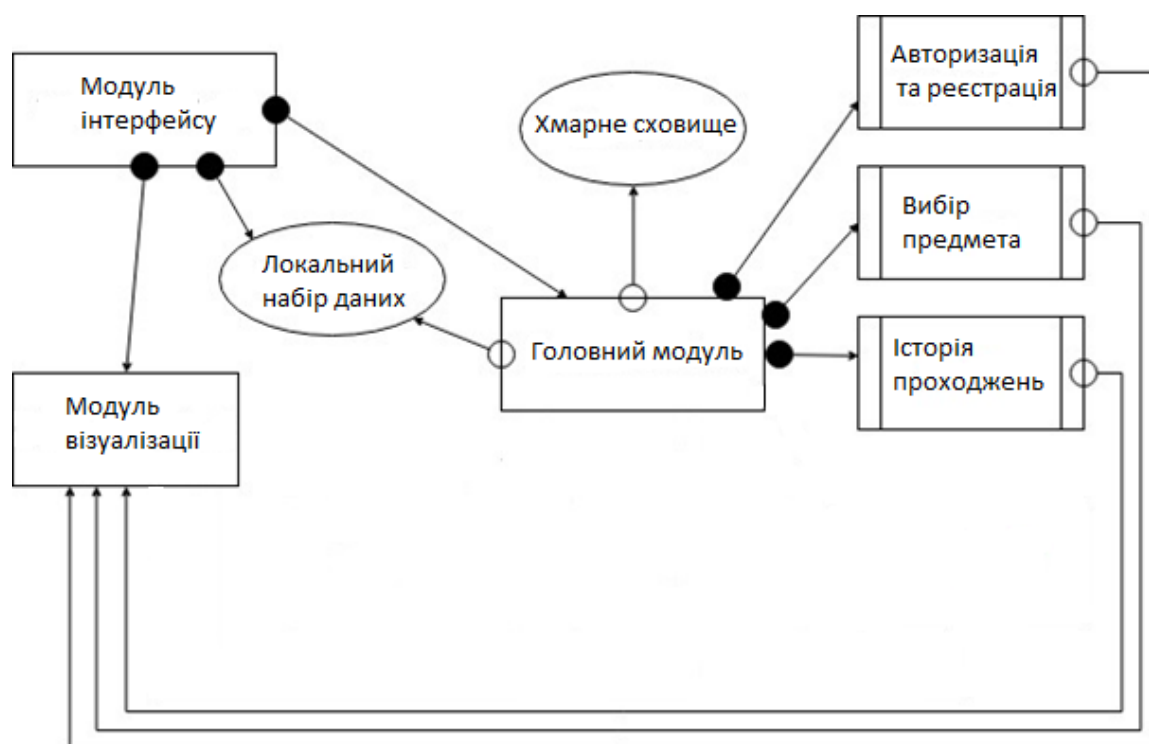 Модуль
інтерфейсу
Хмарне сховище
Авторизація
та реєстрація
Вибір
предмета
Локальний
набір даних
Головний модуль
Історія
проходжень
Модуль
візуалізації